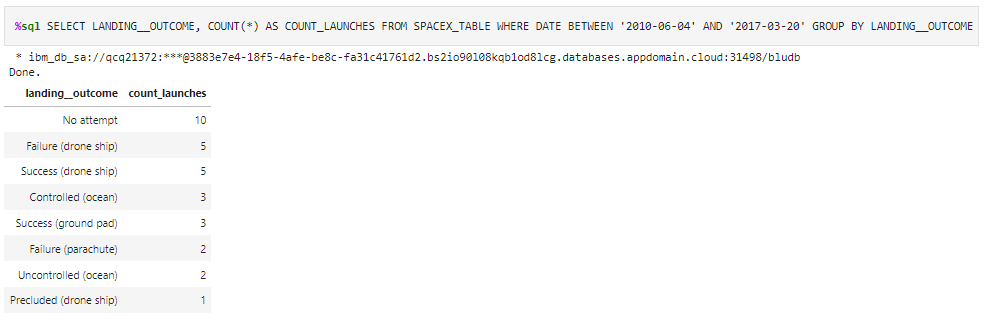 %sql SELECT LANDING__OUTCOME, COUNT(*) AS COUNT_LAUNCHES FROM SPACEX_TABLE WHERE DATE BETWEEN '2010-06-04' AND '2017-03-20' GROUP BY LANDING__OUTCOME
* ibm_db_sa://qcq21372:***@3883e7e4-18f5-4afe-be8c-fa31c41761d2.bs2io90l08kqb1od8lcg.databases.appdomain.cloud:31498/bludb
Done.
landing__outcome count_launches
No attempt 10
Failure (drone ship) 5
Success (drone ship) 5
Controlled (ocean) 3
Success (ground pad) 3
Failure (parachute) 2
Uncontrolled (ocean) 2
Precluded (drone ship) 1